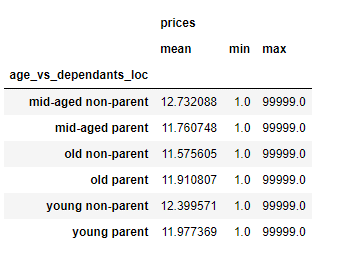 prices
mean min max
age_vs_dependants_loc
mid-aged non-parent 12.732088 1.0 99999.0
mid-aged parent 11.760748 1.0 99999.0
old non-parent 11.575605 1.0 99999.0
old parent 11.910807 1.0 99999.0
young non-parent 12.399571 1.0 99999.0
young parent 11.977369 1.0 99999.0